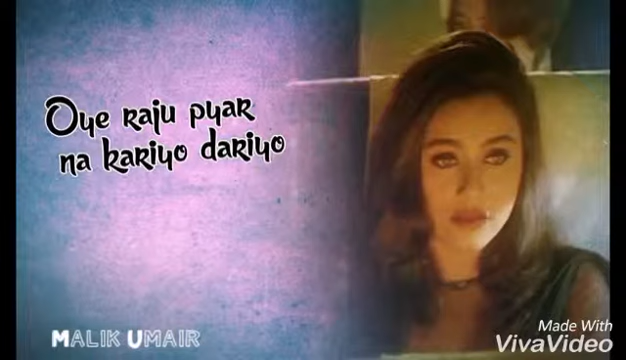 Oye raju pyar
na kariyo dariyo
MALIK UMAIR
Made With
VivaVideo